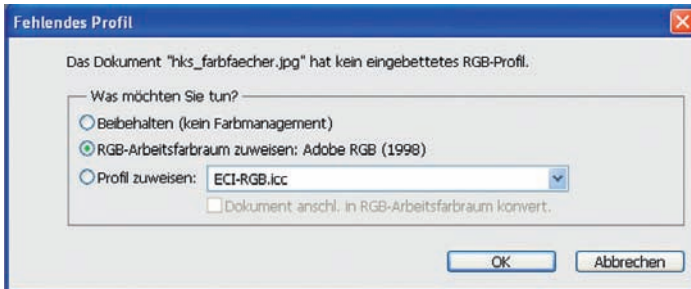 Fehlendes Profil
Das Dokument "hks_farbfaecher.jpg" hat kein eingebettetes RGB-Profil.
Was möchten Sie tun?
Beibehalten (kein Farbmanagement)
RGB-Arbeitsfarbraum zuweisen: Adobe RGB (1998)
Profil zuweisen: ECI-RGB.icc
Dokument anschl. in RGB-Arbeitsfarbraum konvert.
OK Abbrechen